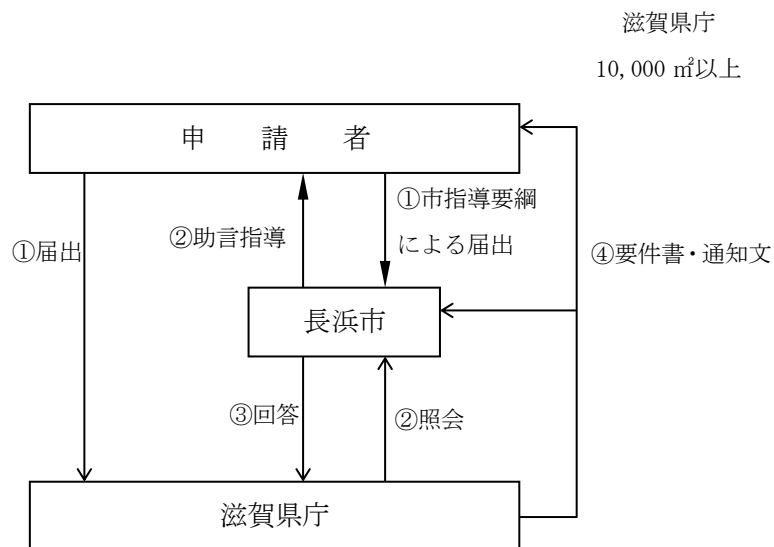 滋賀県庁
10,000 ㎡以上
申 請 者
①市指導要綱
による届出
②助言指導
①届出
④要件書・通知文
長浜市
③回答
②照会
滋賀県庁